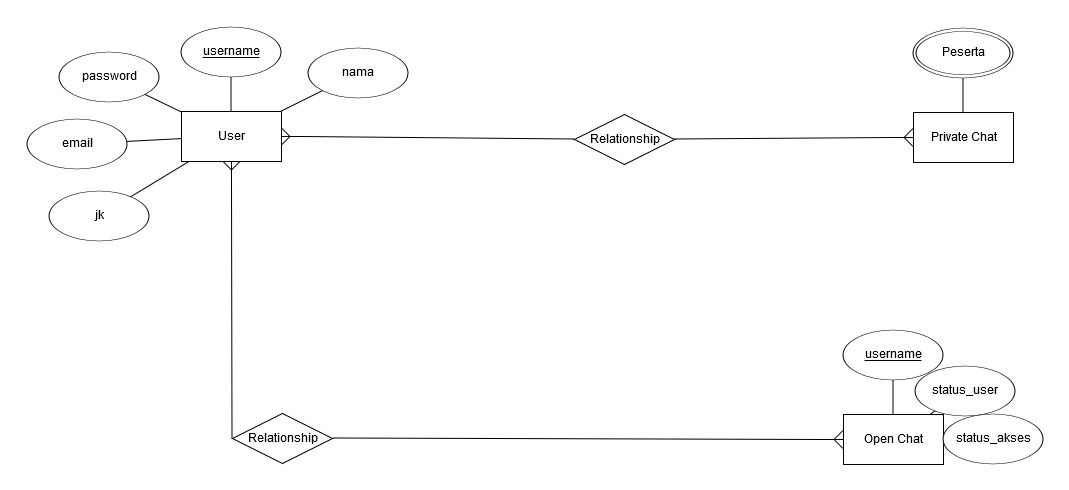 username
nama
password
User
email
jk
Relationship
Peserta
Private Chat
Relationship
username
status_user
Open Chat
status_akses